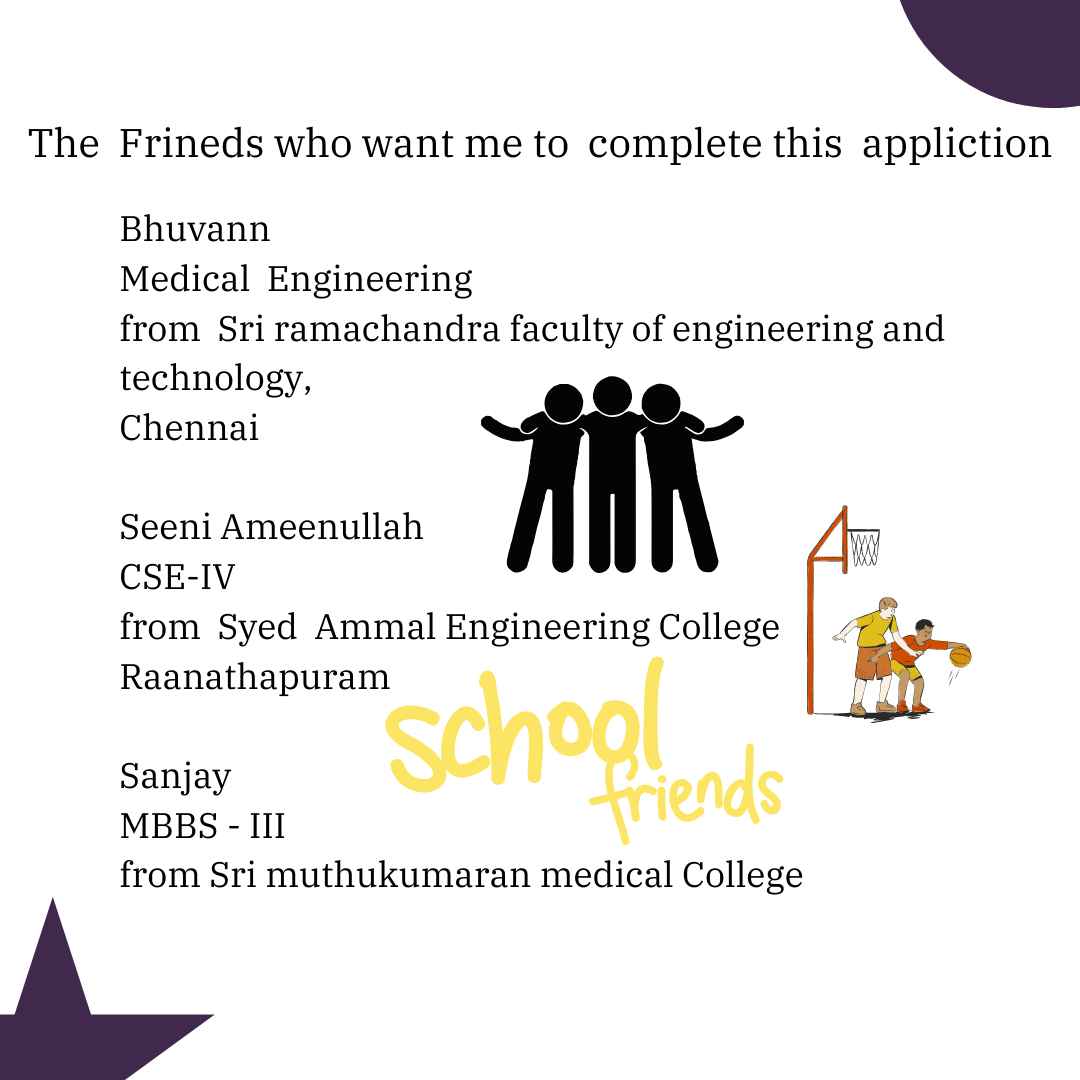 The Frineds who want me to complete this appliction
Bhuvann
Medical Engineering
from Sri ramachandra faculty of engineering and
technology,
Chennai
Seeni Ameenullah
CSE-IV
from Syed Ammal Engineering College
Raanathapuram
school
friends
Sanjay
MBBS - III
from Sri muthukumaran medical College